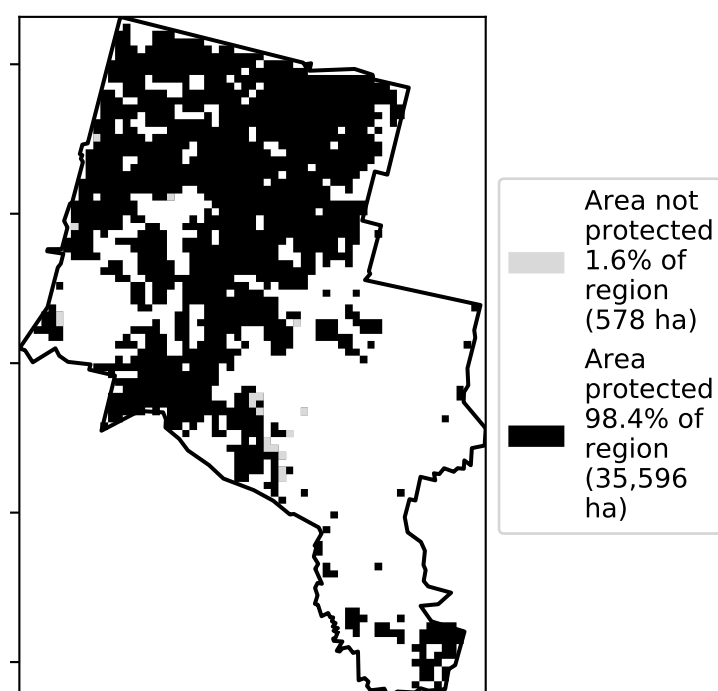 Area not
protected
1.6% of
region
(578 ha)
Area
protected
98.4% of
region
(35,596
ha)